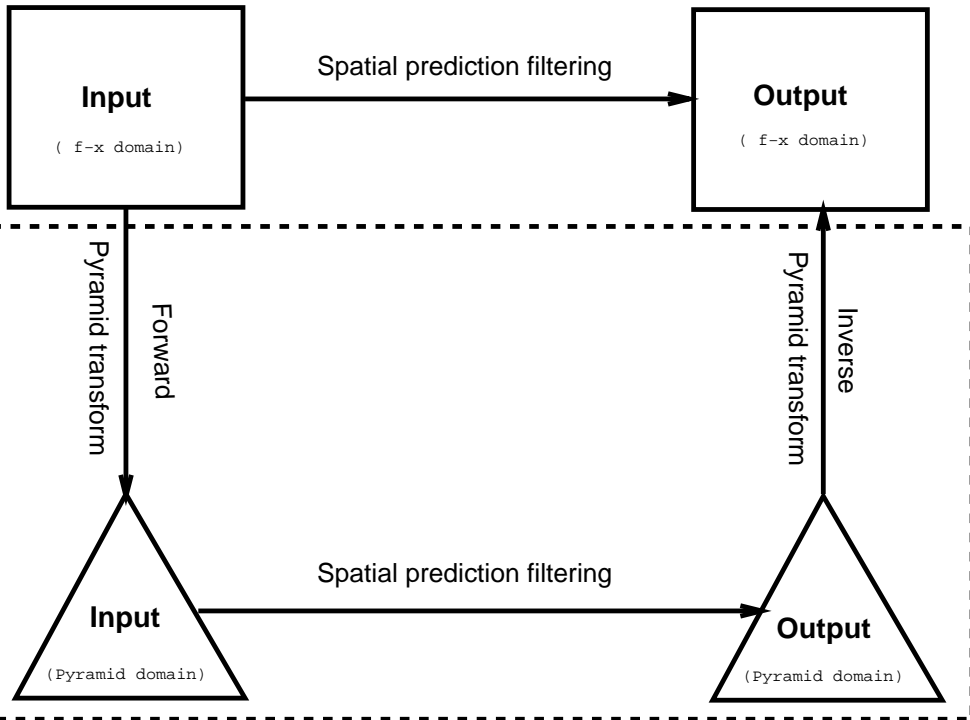 Spatial prediction filtering
Input
( f-x domain)
Output
( f-x domain)
Forward
Pyramid transform
Inverse
Pyramid transform
Spatial prediction filtering
Input
(Pyramid domain)
Output
(Pyramid domain)